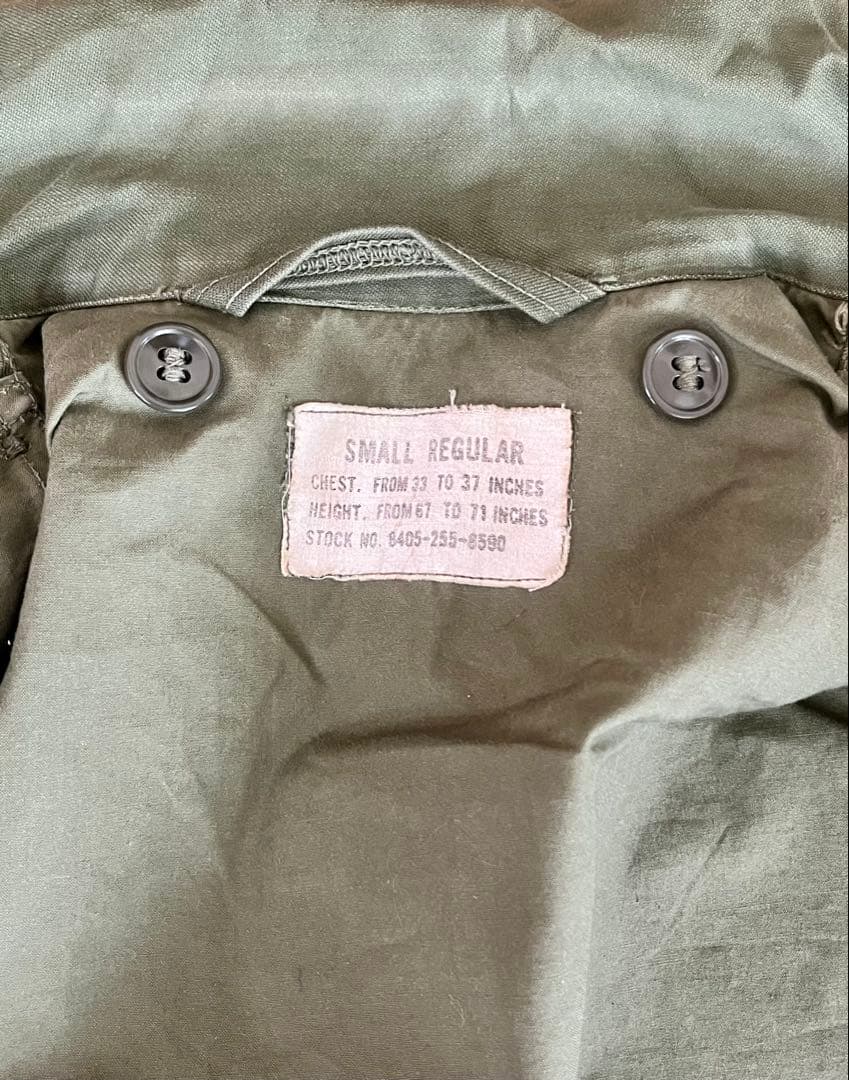 SMALL REGULAR
CHEST. FROM 33 TO 37 INCHES
HEIGHT. FROM 67 TO 71 INCHES
STOCK NO. 8405-255-8590